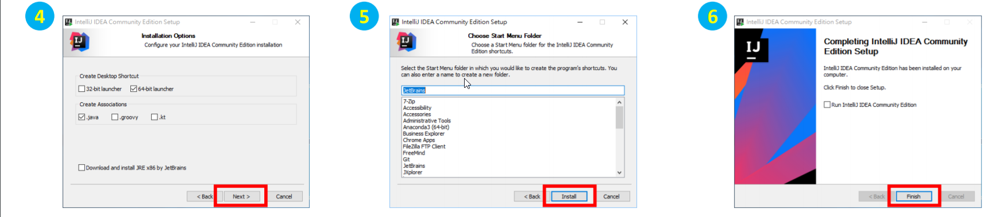 4
IntelliJ IDEA Community Edition Setup
IJ
Installation Options
Configure your IntelliJ IDEA Community Edition installation
Create Desktop Shortcut
32-bit launcher
64-bit launcher
Create Associations
.java
.groovy
.kt
Download and install JRE x86 by JetBrains
< Back
Next >
Cancel
5
IntelliJ IDEA Community Edition Setup
IJ
Choose Start Menu Folder
Choose a Start Menu folder for the IntelliJ IDEA Community
Edition shortcuts.
Select the Start Menu folder in which you would like to create the program's shortcuts. You
can also enter a name to create a new folder.
JetBrains
7-Zip
Accessibility
Accessories
Administrative Tools
Anaconda3 (64-bit)
Business Explorer
Chrome Apps
FileZilla FTP Client
FreeMind
Git
JetBrains
JXplorer
< Back
Install
Cancel
6
IntelliJ IDEA Community Edition Setup
IJ
Completing IntelliJ IDEA Community
Edition Setup
IntelliJ IDEA Community Edition has been installed on your
computer.
Click Finish to close Setup.
Run IntelliJ IDEA Community Edition
< Back
Finish
Cancel